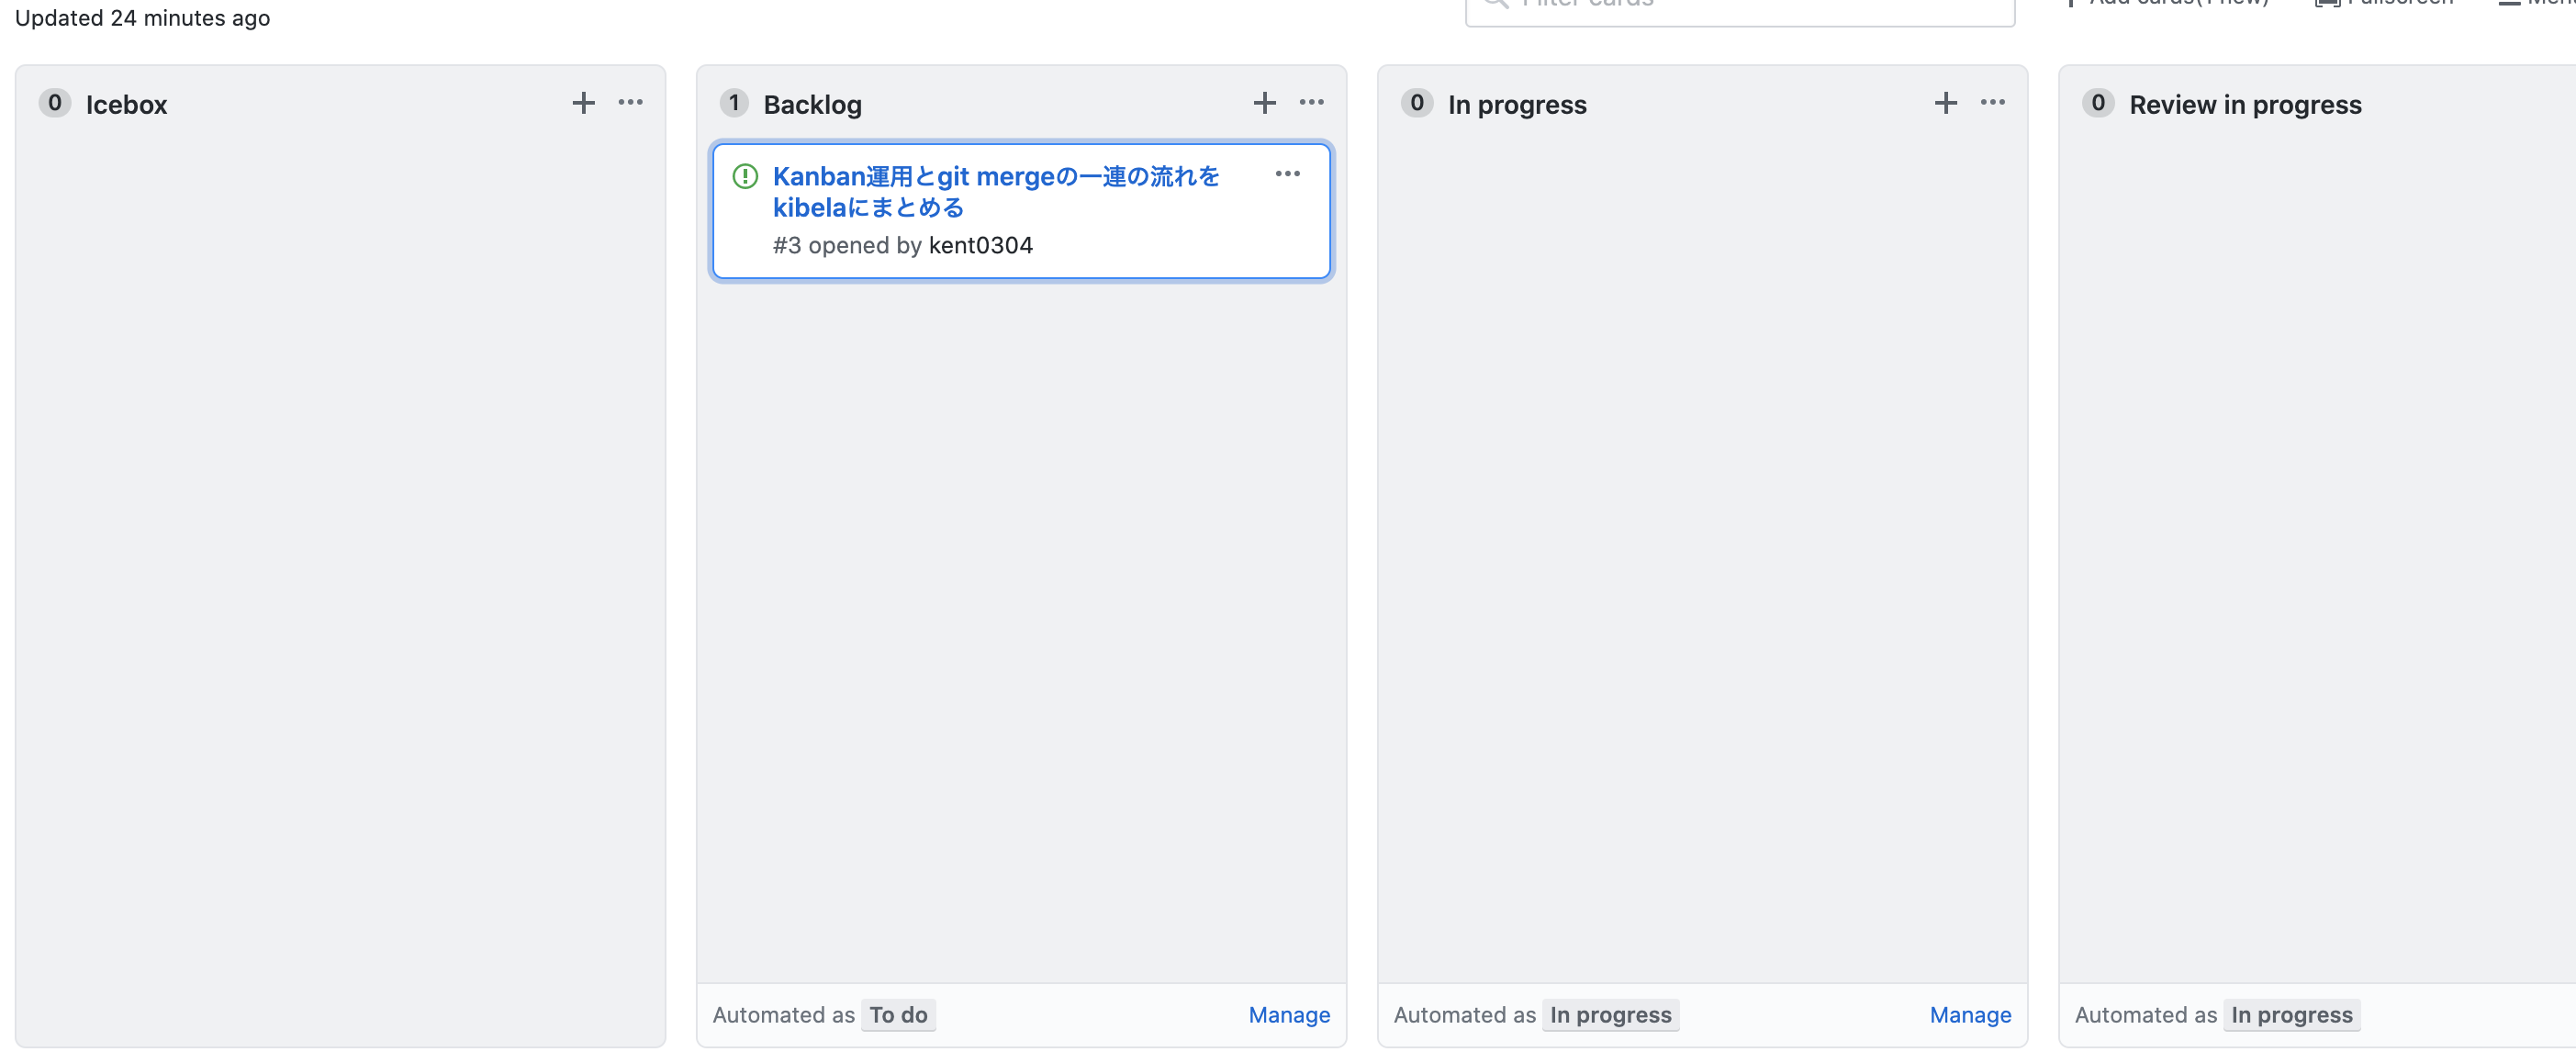 Updated 24 minutes ago
Filter cards
Fullscreen
0 Icebox
1 Backlog
Kanban運用とgit mergeの一連の流れを
kibelaにまとめる
#3 opened by kent0304
Automated as To do Manage
0 In progress
Automated as In progress Manage
0 Review in progress
Automated as In progress